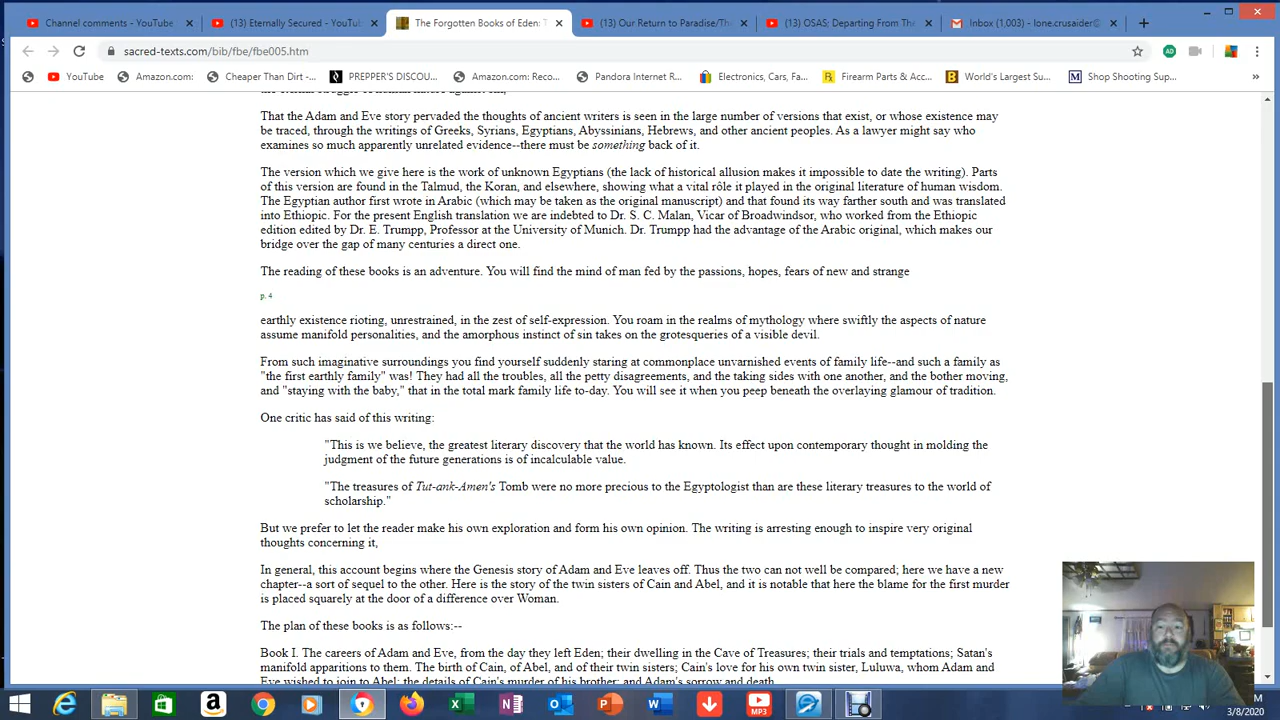 Channel comments - YouTube
(13) Eternally Secured - YouTu
The Forgotten Books of Eden: T
(13) Our Return to Paradise/Th
(13) OSAS; Departing From The
Inbox (1,003) - lone.crusaider@
sacred-texts.com/bib/fbe/fbe005.htm
YouTube
Amazon.com:
Cheaper Than Dirt -...
PREPPER'S DISCOU...
Amazon.com: Reco...
Pandora Internet R...
Electronics, Cars, Fa...
Firearm Parts & Acc...
World's Largest Su...
Shop Shooting Sup...
the eternal struggle of human nature against sin,
That the Adam and Eve story pervaded the thoughts of ancient writers is seen in the large number of versions that exist, or whose existence may
be traced, through the writings of Greeks, Syrians, Egyptians, Abyssinians, Hebrews, and other ancient peoples. As a lawyer might say who
examines so much apparently unrelated evidence--there must be something back of it.
The version which we give here is the work of unknown Egyptians (the lack of historical allusion makes it impossible to date the writing). Parts
of this version are found in the Talmud, the Koran, and elsewhere, showing what a vital rôle it played in the original literature of human wisdom.
The Egyptian author first wrote in Arabic (which may be taken as the original manuscript) and that found its way farther south and was translated
into Ethiopic. For the present English translation we are indebted to Dr. S. C. Malan, Vicar of Broadwindsor, who worked from the Ethiopic
edition edited by Dr. E. Trumpp, Professor at the University of Munich. Dr. Trumpp had the advantage of the Arabic original, which makes our
bridge over the gap of many centuries a direct one.
The reading of these books is an adventure. You will find the mind of man fed by the passions, hopes, fears of new and strange
p. 4
earthly existence rioting, unrestrained, in the zest of self-expression. You roam in the realms of mythology where swiftly the aspects of nature
assume manifold personalities, and the amorphous instinct of sin takes on the grotesqueries of a visible devil.
From such imaginative surroundings you find yourself suddenly staring at commonplace unvarnished events of family life--and such a family as
"the first earthly family" was! They had all the troubles, all the petty disagreements, and the taking sides with one another, and the bother moving,
and "staying with the baby," that in the total mark family life to-day. You will see it when you peep beneath the overlaying glamour of tradition.
One critic has said of this writing:
"This is we believe, the greatest literary discovery that the world has known. Its effect upon contemporary thought in molding the
judgment of the future generations is of incalculable value.
"The treasures of Tut-ank-Amen's Tomb were no more precious to the Egyptologist than are these literary treasures to the world of
scholarship."
But we prefer to let the reader make his own exploration and form his own opinion. The writing is arresting enough to inspire very original
thoughts concerning it,
In general, this account begins where the Genesis story of Adam and Eve leaves off. Thus the two can not well be compared; here we have a new
chapter--a sort of sequel to the other. Here is the story of the twin sisters of Cain and Abel, and it is notable that here the blame for the first murder
is placed squarely at the door of a difference over Woman.
The plan of these books is as follows:--
Book I. The careers of Adam and Eve, from the day they left Eden; their dwelling in the Cave of Treasures; their trials and temptations; Satan's
manifold apparitions to them. The birth of Cain, of Abel, and of their twin sisters; Cain's love for his own twin sister, Luluwa, whom Adam and
Eve wished to join to Abel; the details of Cain's murder of his brother; and Adam's sorrow and death.
MP3
3/8/2020